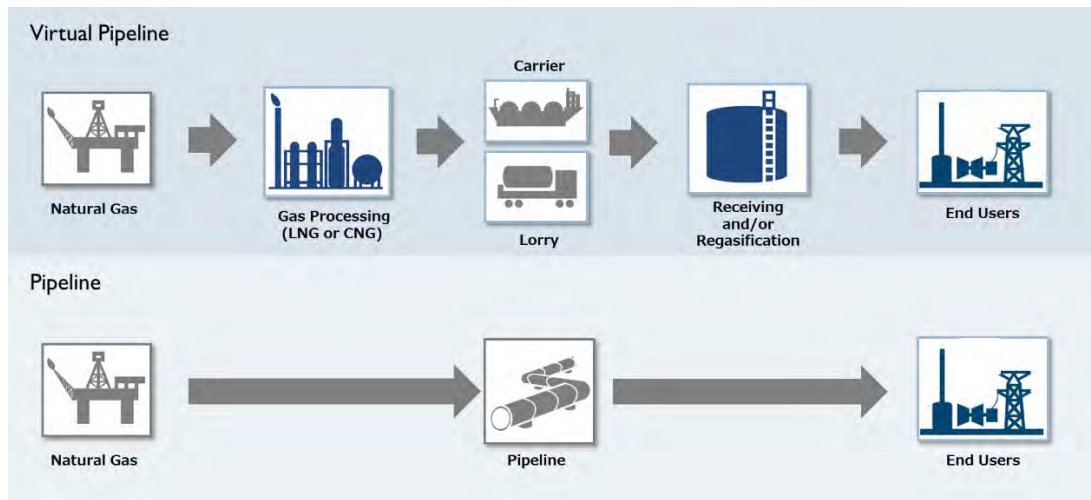 Virtual Pipeline
Carrier
Natural Gas
Gas Processing
(LNG or CNG)
Lorry
Receiving
and/or
Regasification
End Users
Pipeline
Natural Gas
Pipeline
End Users